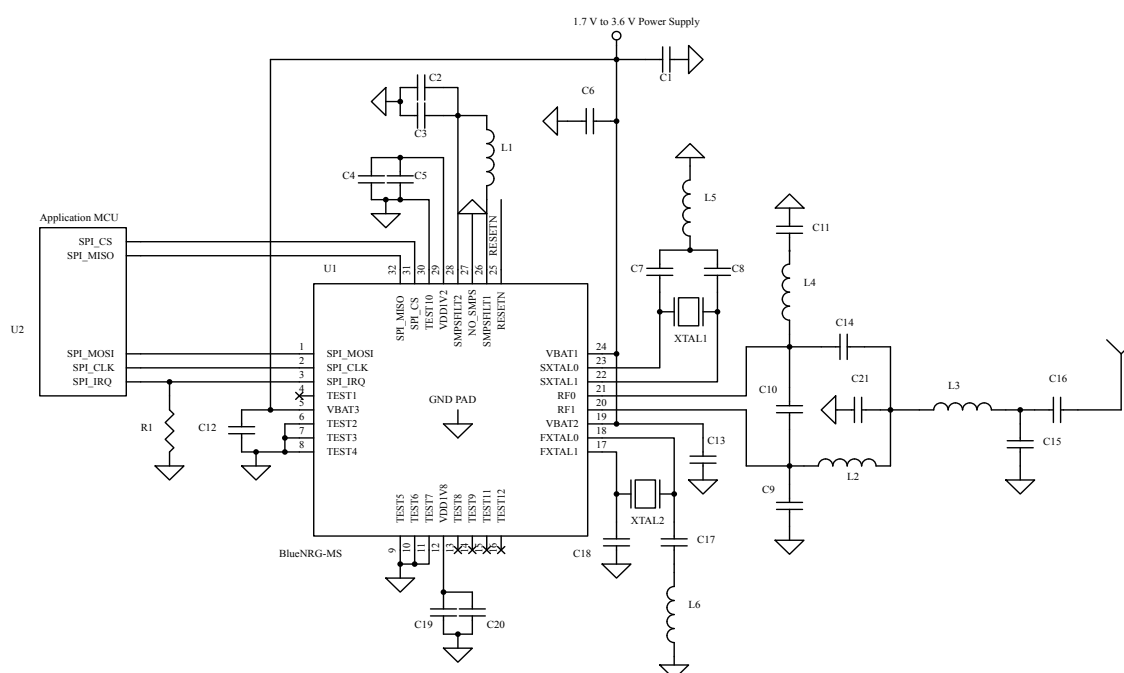 1.7 V to 3.6 V Power Supply
C1
C2
C3
C6
L1
C4
C5
L5
C7
C8
XTAL1
C11
L4
C14
C10
C21
L3
C16
C15
L2
C9
Application MCU
SPI_CS
SPI_MISO
U2
SPI_MOSI
SPI_CLK
SPI_IRQ
R1
C12
U1
RESETN
32
31
30
29
28
27
26
25
SPI_MISO
SPI_CS
TEST10
VDD1V2
SMPSFILT2
NO_SMPS
SMPSFILT1
RESETN
1 SPI_MOSI
2 SPI_CLK
3 SPI_IRQ
4 TEST1
5 VBAT3
6 TEST2
7 TEST3
8 TEST4
GND PAD
VBAT1 24
SXTAL0 23
SXTAL1 22
RF0 21
RF1 20
VBAT2 19
FXTAL0 18
FXTAL1 17
TEST5
TEST6
TEST7
VDD1V8
TEST8
TEST9
TEST11
TEST12
9
10
11
12
13
14
15
16
BlueNRG-MS
C13
XTAL2
C18
C17
L6
C19
C20